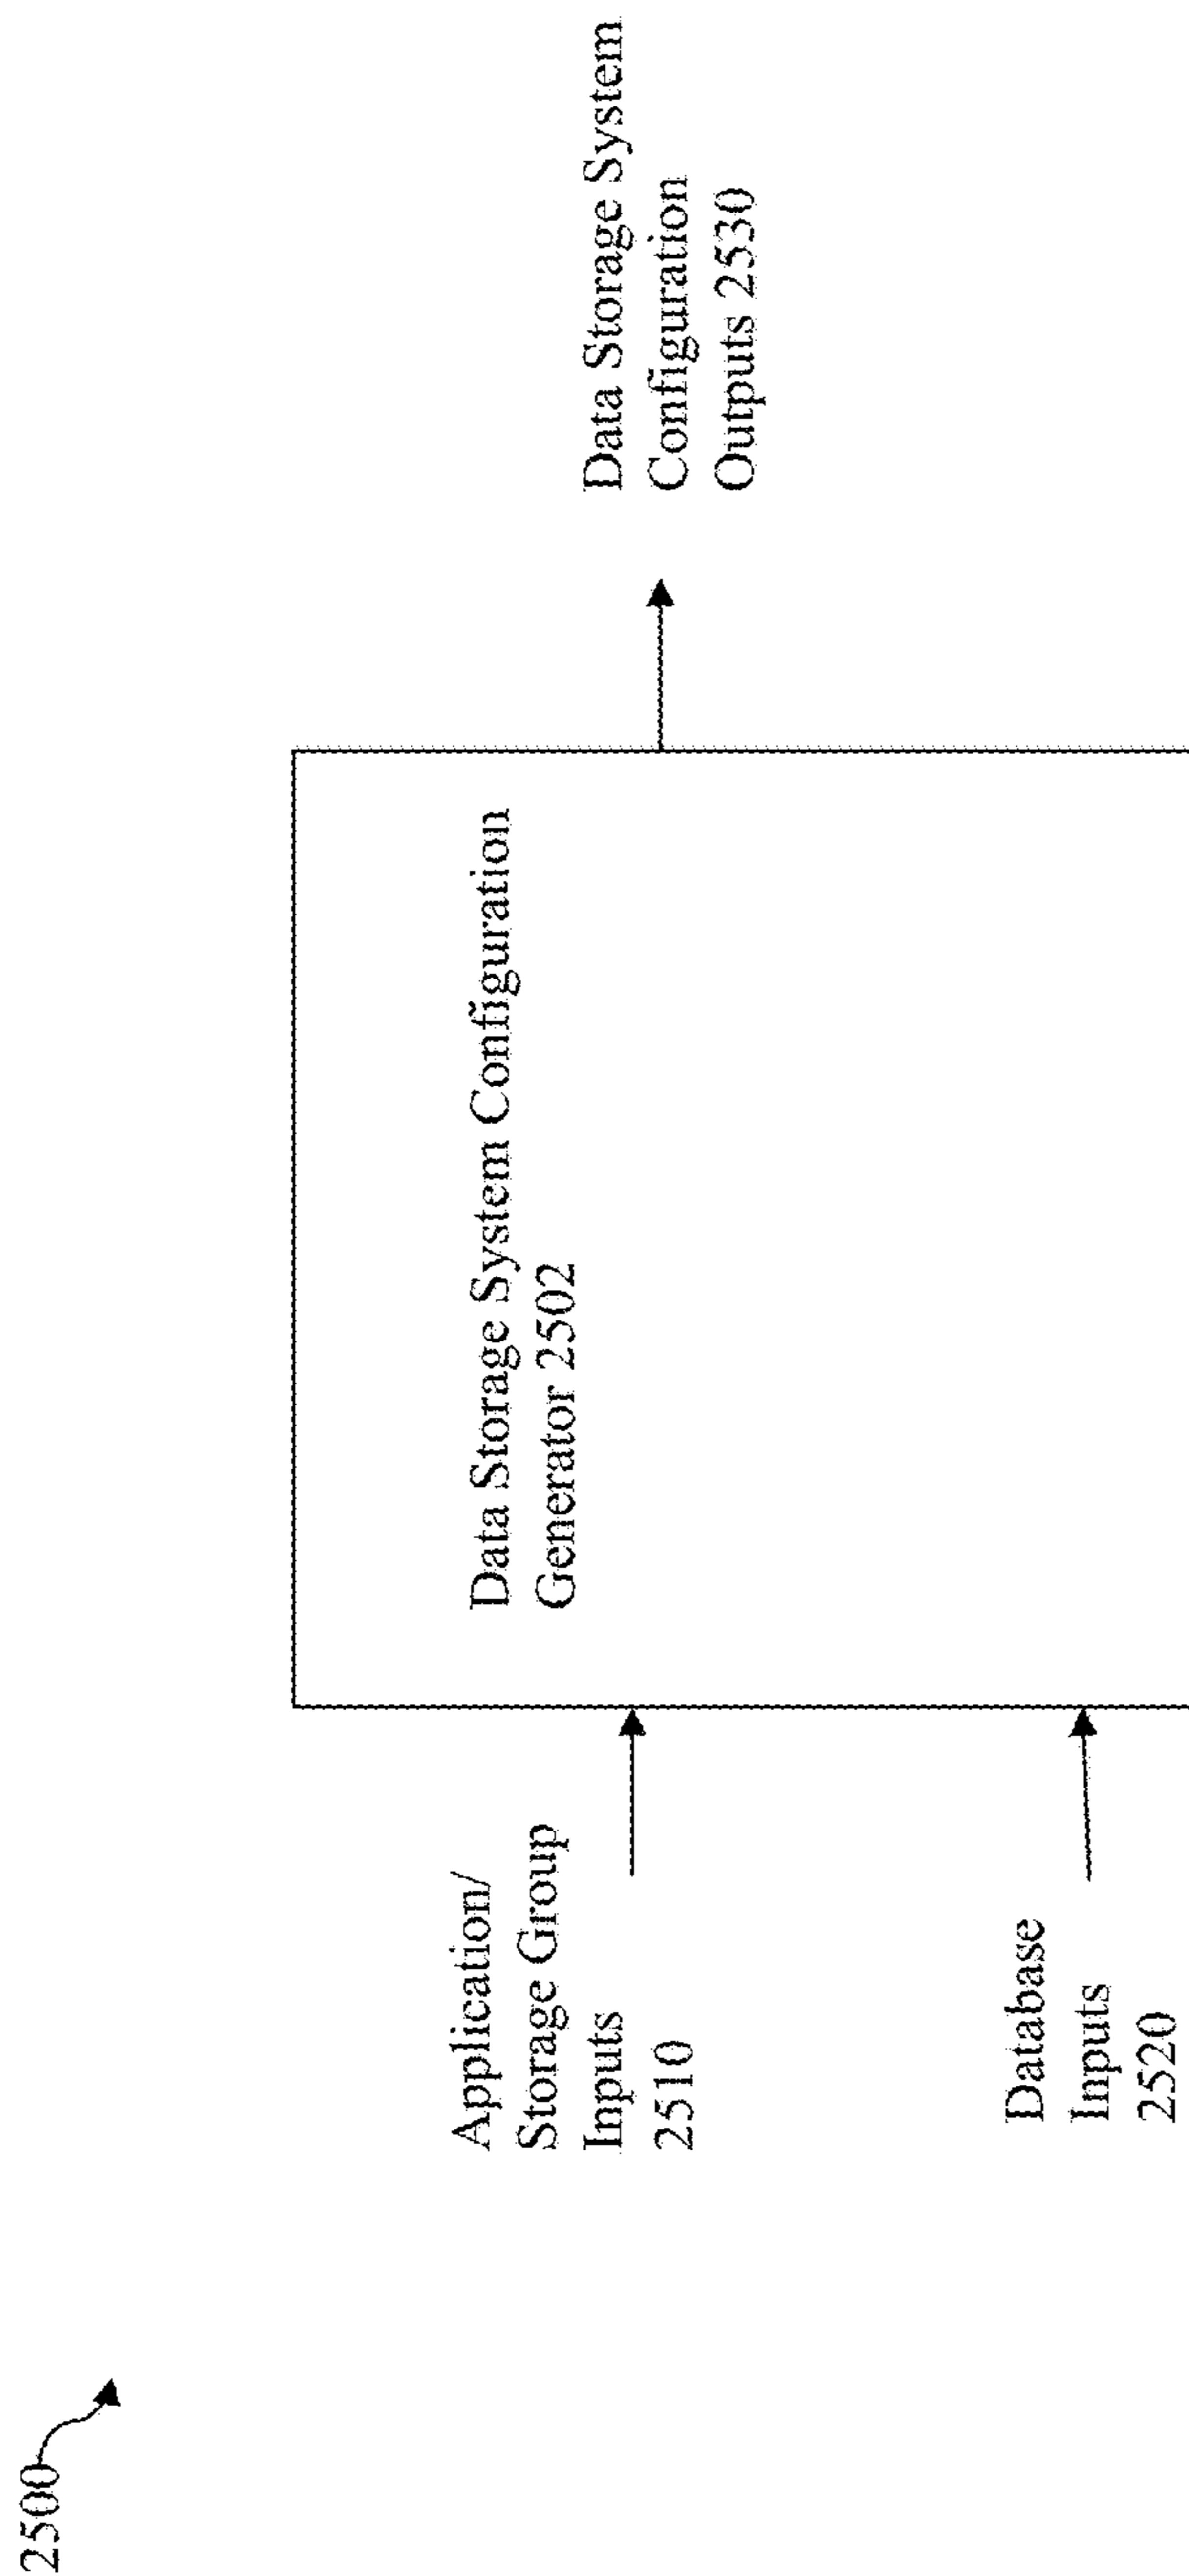 2500
Application/
Storage Group
Inputs
2510
Database
Inputs
2520
Data Storage System Configuration
Generator 2502
Data Storage System
Configuration
Outputs 2530